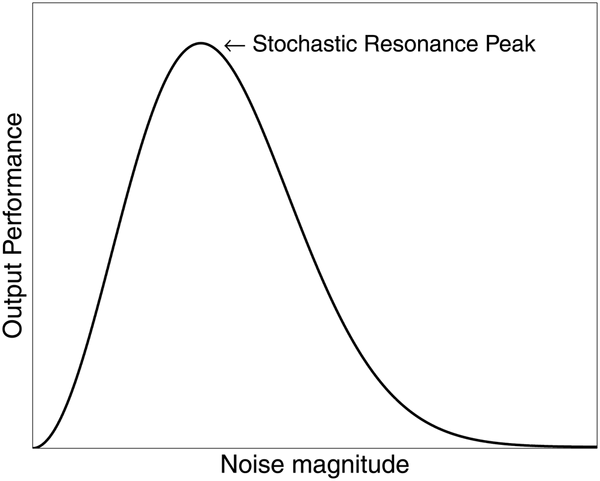 ← Stochastic Resonance Peak
Output Performance
Noise magnitude